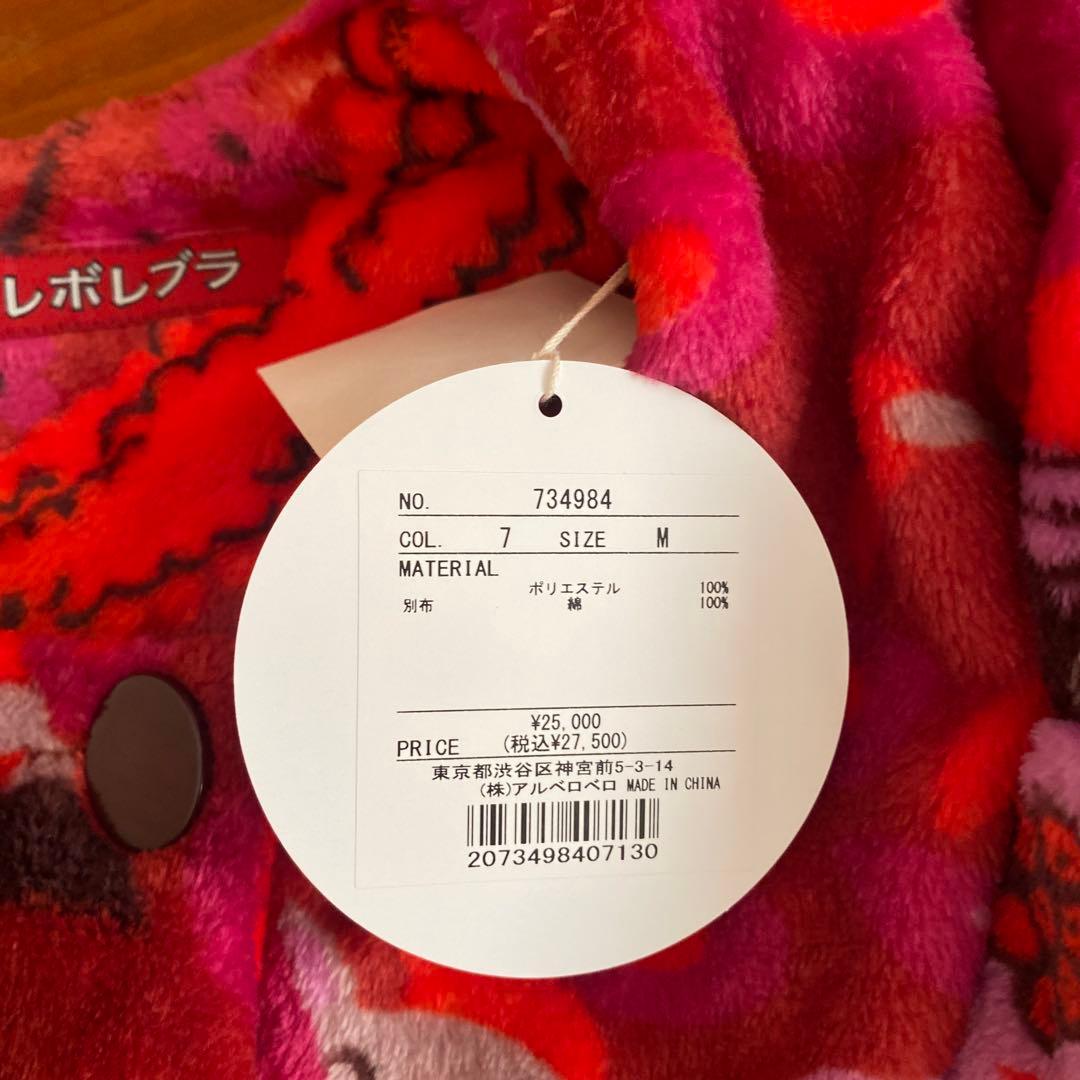 レボレブラ
NO. 734984
COL. 7 SIZE M
MATERIAL
ポリエステル 100%
別布 綿 100%
¥25,000
PRICE (税込¥27,500)
東京都渋谷区神宮前5-3-14
(株)アルベロベロ MADE IN CHINA
2073498407130